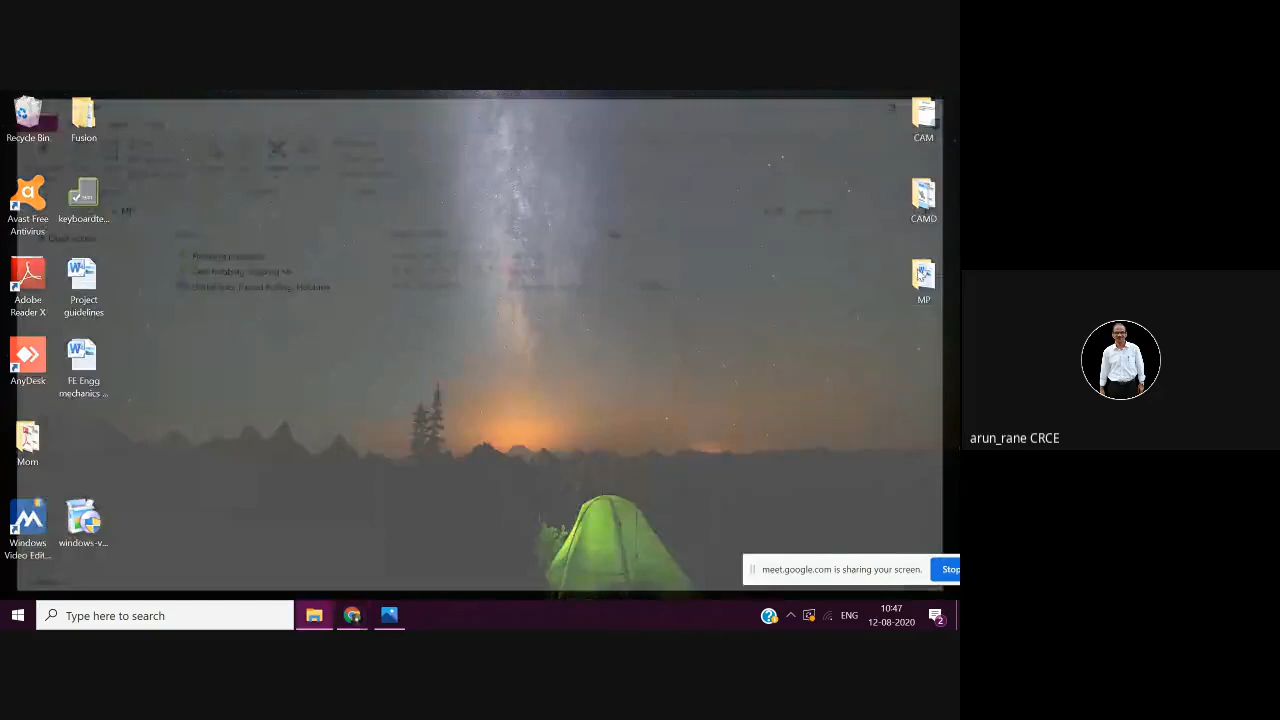 Recycle Bin
Fusion
CAM
Avast Free
Antivirus
keyboardte...
CAMD
MP
Adobe
Reader X
Project
guidelines
MP
AnyDesk
FE Engg
mechanics ...
Mom
arun_rane CRCE
Windows
Video Edit...
windows-v...
meet.google.com is sharing your screen.
Stop
Type here to search
ENG
10:47
12-08-2020
2